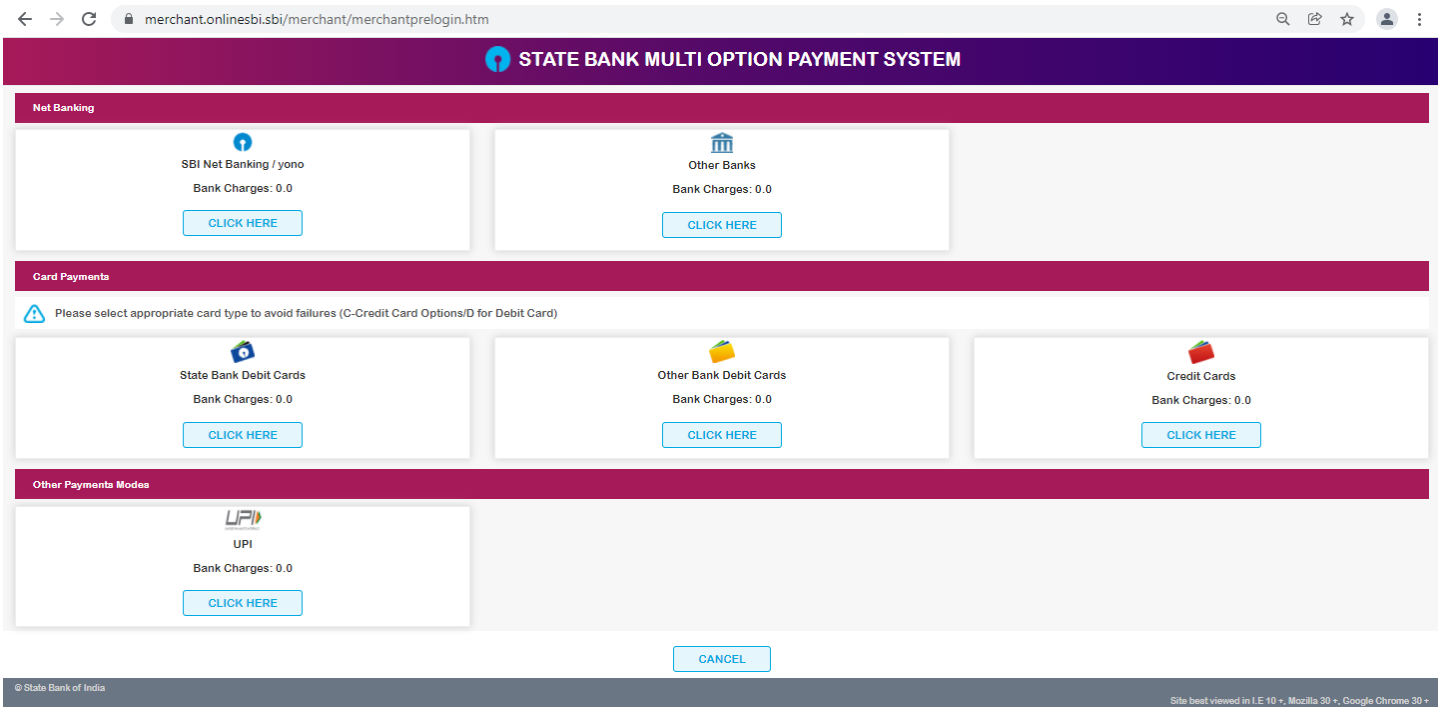 merchant.onlinesbi.sbi/merchant/merchantprelogin.htm
STATE BANK MULTI OPTION PAYMENT SYSTEM
Net Banking
SBI Net Banking / yono
Bank Charges: 0.0
CLICK HERE
Other Banks
Bank Charges: 0.0
CLICK HERE
Card Payments
Please select appropriate card type to avoid failures (C-Credit Card Options/D for Debit Card)
State Bank Debit Cards
Bank Charges: 0.0
CLICK HERE
Other Bank Debit Cards
Bank Charges: 0.0
CLICK HERE
Credit Cards
Bank Charges: 0.0
CLICK HERE
Other Payments Modes
UPI
UPI
Bank Charges: 0.0
CLICK HERE
CANCEL
© State Bank of India
Site best viewed in I.E 10 +, Mozilla 30 +, Google Chrome 30 +